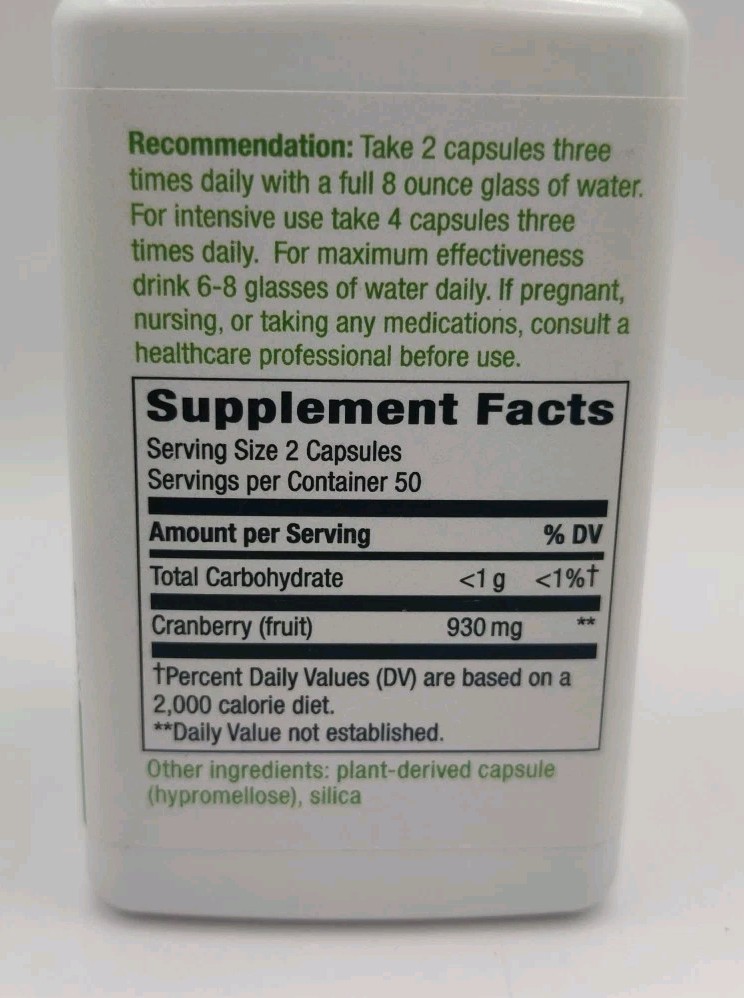 Recommendation: Take 2 capsules three
times daily with a full 8 ounce glass of water.
For intensive use take 4 capsules three
times daily. For maximum effectiveness
drink 6-8 glasses of water daily. If pregnant,
nursing, or taking any medications, consult a
healthcare professional before use.
Supplement Facts
Serving Size 2 Capsules
Servings per Container 50
Amount per Serving % DV
Total Carbohydrate <1 g <1%†
Cranberry (fruit) 930 mg **
†Percent Daily Values (DV) are based on a
2,000 calorie diet.
**Daily Value not established.
Other ingredients: plant-derived capsule
(hypromellose), silica